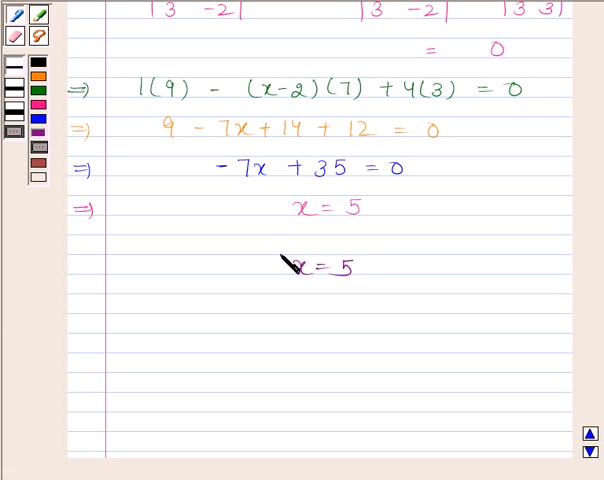 |3 -2| |3 -2| |3 3|
= 0
⇒ 1(9) - (x-2)(7) + 4(3) = 0
⇒ 9 - 7x + 14 + 12 = 0
⇒ -7x + 35 = 0
⇒ x = 5
x = 5